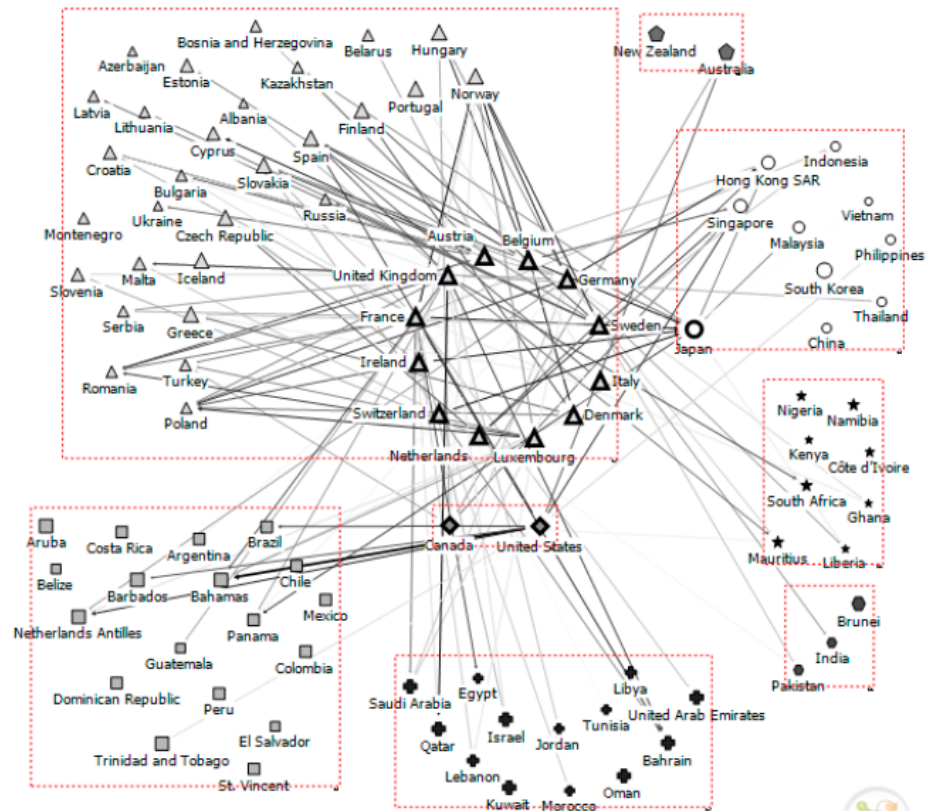 Bosnia and Herzegovina
Belarus
Hungary
New Zealand
Azerbaijan
Estonia
Kazakhstan
Norway
Australia
Portugal
Latvia
Lithuania
Albania
Finland
Cyprus
Spain
Indonesia
Hong Kong SAR
Croatia
Slovakia
Bulgaria
Russia
Singapore
Vietnam
Ukraine
Montenegro
Czech Republic
Austria
Belgium
Malaysia
Philippines
Slovenia
Malta
Iceland
United Kingdom
Germany
South Korea
Serbia
Greece
France
Sweden
Thailand
Japan
China
Romania
Turkey
Ireland
Italy
Poland
Switzerland
Denmark
Nigeria
Namibia
Netherlands
Luxembourg
Kenya
Côte d'Ivoire
South Africa
Ghana
Aruba
Costa Rica
Argentina
Brazil
Canada
United States
Mauritius
Liberia
Belize
Barbados
Bahamas
Chile
Mexico
Netherlands Antilles
Panama
Brunei
Guatemala
Colombia
India
Pakistan
Dominican Republic
Peru
Saudi Arabia
Egypt
Libya
Tunisia
United Arab Emirates
El Salvador
Qatar
Israel
Jordan
Bahrain
Trinidad and Tobago
St. Vincent
Lebanon
Kuwait
Morocco
Oman